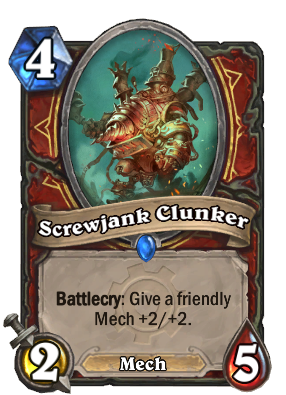 4
Screwjank Clunker
Battlecry: Give a friendly
Mech +2/+2.
2
Mech
5